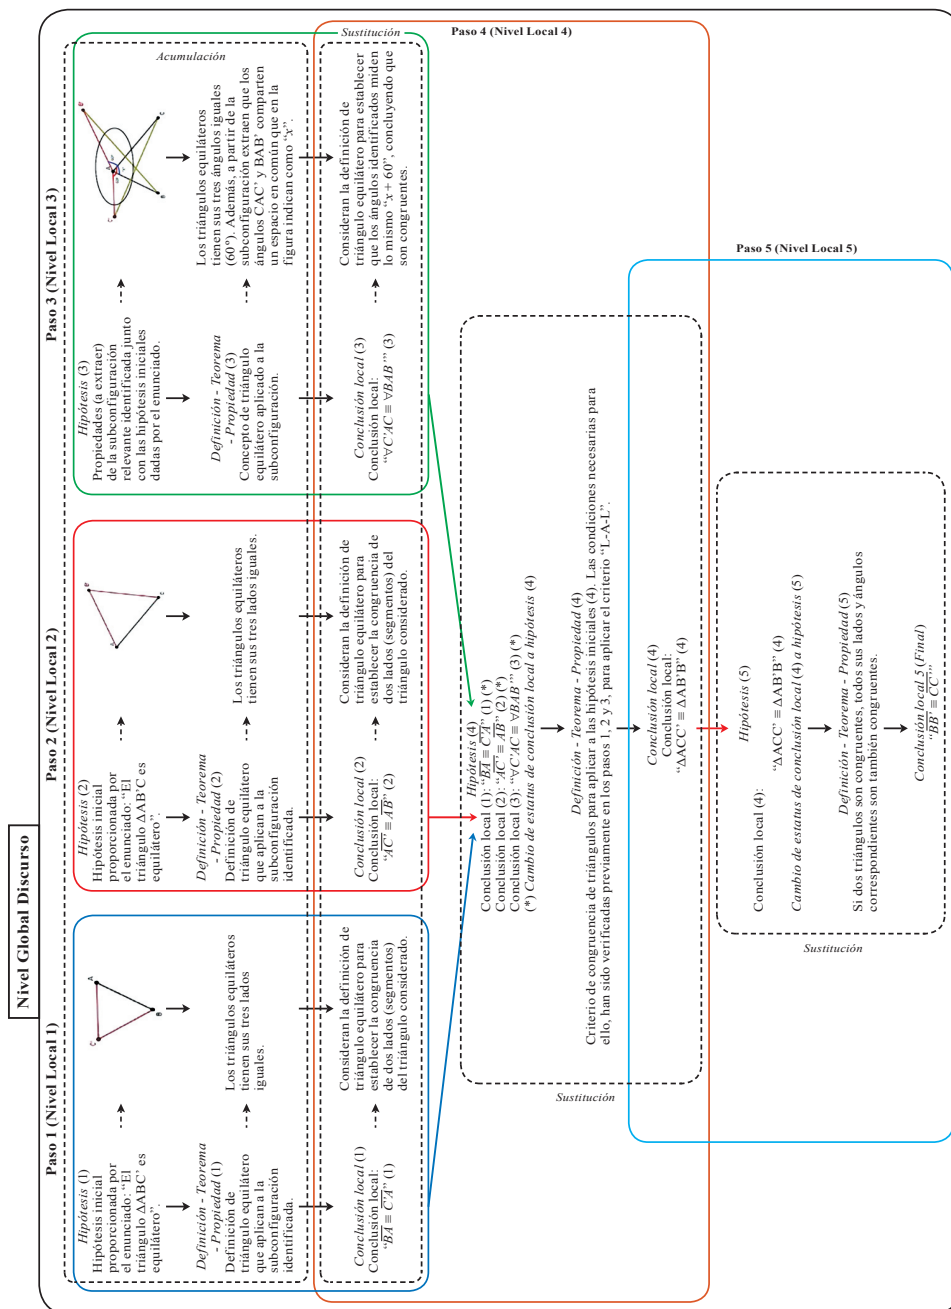 Nivel Global Discurso
Paso 1 (Nivel Local 1)
Hipótesis (1)
Hipótesis inicial
proporcionada por
el enunciado: “El
triángulo ΔABC’ es
equilátero”.
C’
A
B
Definición - Teorema
- Propiedad (1)
Definición de
triángulo equilátero
que aplican a la
subconfiguración
identificada.
Los triángulos equiláteros
tienen sus tres lados
iguales.
Conclusión local (1)
Conclusión local:
“BA ≡ C'A” (1)
Consideran la definición de
triángulo equilátero para
establecer la congruencia
de dos lados (segmentos)
del triángulo considerado.
Paso 2 (Nivel Local 2)
Hipótesis (2)
Hipótesis inicial
proporcionada por
el enunciado: “El
triángulo ΔAB'C es
equilátero”.
B'
Definición - Teorema
- Propiedad (2)
Definición de
triángulo equilátero
que aplican a la
subconfiguración
identificada.
Los triángulos equiláteros
tienen sus tres lados iguales.
Conclusión local (2)
Conclusión local:
“AC' ≡ AB'” (2)
Consideran la definición de
triángulo equilátero para
establecer la congruencia de
dos lados (segmentos) del
triángulo considerado.
Paso 3 (Nivel Local 3)
Acumulación
Hipótesis (3)
Propiedades (a extraer)
de la subconfiguración
relevante identificada junto
con las hipótesis iniciales
dadas por el enunciado.
C'
B'
A
B
C
Definición - Teorema
- Propiedad (3)
Concepto de triángulo
equilátero aplicado a la
subconfiguración.
Los triángulos equiláteros
tienen sus tres ángulos iguales
(60°). Además, a partir de la
subconfiguración extraen que los
ángulos CAC’ y BAB’ comparten
un espacio en común que en la
figura indican como “x”.
Sustitución
Conclusión local (3)
Conclusión local:
“∀C'AC ≡ ∀BAB'” (3)
Consideran la definición de
triángulo equilátero para establecer
que los ángulos identificados miden
lo mismo “x + 60”, concluyendo que
son congruentes.
Paso 4 (Nivel Local 4)
Hipótesis (4)
Conclusión local (1): “BA ≡ C'A” (1) (*)
Conclusión local (2): “AC' ≡ AB'” (2) (*)
Conclusión local (3): “∀C'AC ≡ ∀BAB'” (3) (*)
(*) Cambio de estatus de conclusión local a hipótesis (4)
Definición - Teorema - Propiedad (4)
Criterio de congruencia de triángulos para aplicar a las hipótesis iniciales (4). Las condiciones necesarias para
ello, han sido verificadas previamente en los pasos 1, 2 y 3, para aplicar el criterio “L-A-L”.
Conclusión local (4)
Conclusión local:
“ΔACC’ ≡ ΔAB’B” (4)
Sustitución
Paso 5 (Nivel Local 5)
Hipótesis (5)
Conclusión local (4):
“ΔACC’ ≡ ΔAB’B” (4)
Cambio de estatus de conclusión local (4) a hipótesis (5)
Definición - Teorema - Propiedad (5)
Si dos triángulos son congruentes, todos sus lados y ángulos
correspondientes son también congruentes.
Conclusión local 5 (Final)
“BB' ≡ CC'”
Sustitución